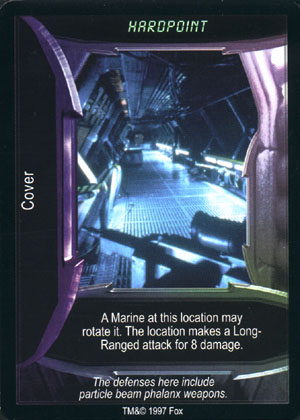 HARDPOINT
Cover
A Marine at this location may
rotate it. The location makes a Long-
Ranged attack for 8 damage.
The defenses here include
particle beam phalanx weapons.
TM&© 1997 Fox